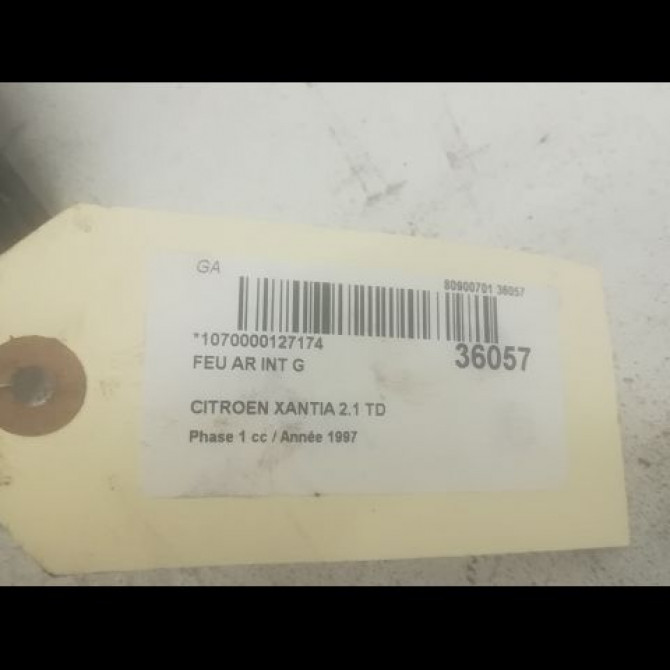 GA
80900701 36057
*1070000127174
36057
FEU AR INT G
CITROEN XANTIA 2.1 TD
Phase 1 cc / Année 1997